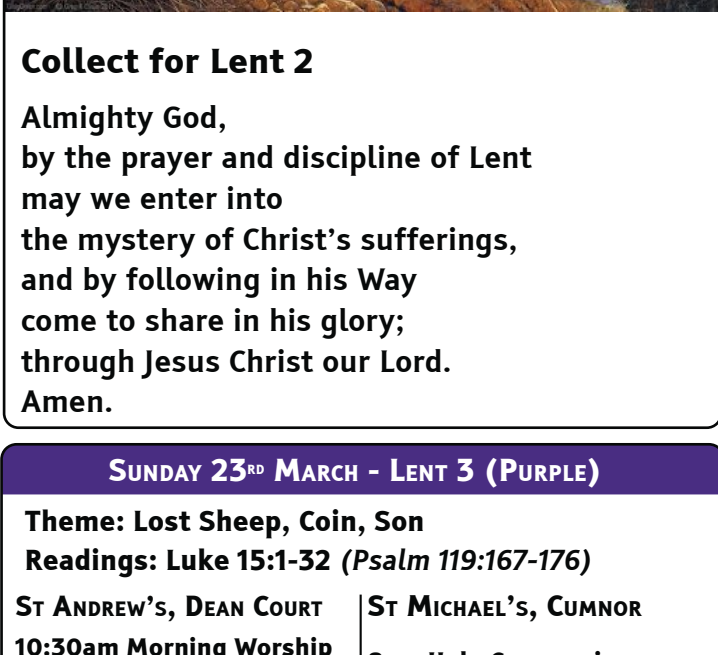 Collect for Lent 2
Almighty God,
by the prayer and discipline of Lent
may we enter into
the mystery of Christ's sufferings,
and by following in his Way
come to share in his glory;
through Jesus Christ our Lord.
Amen.
Sunday 23rd March - Lent 3 (Purple)
Theme: Lost Sheep, Coin, Son
Readings: Luke 15:1-32 (Psalm 119:167-176)
St Andrew's, Dean Court
St Michael's, Cumnor
10:30am Morning Worship